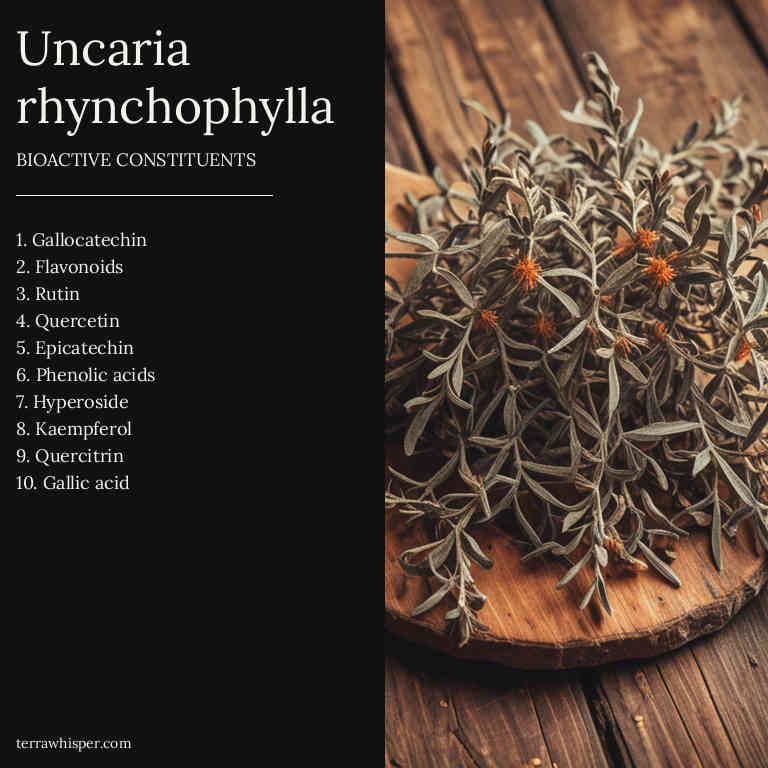 Uncaria
rhynchophylla
BIOACTIVE CONSTITUENTS
1. Gallocatechin
2. Flavonoids
3. Rutin
4. Quercetin
5. Epicatechin
6. Phenolic acids
7. Hyperoside
8. Kaempferol
9. Quercitrin
10. Gallic acid
terrawhisper.com